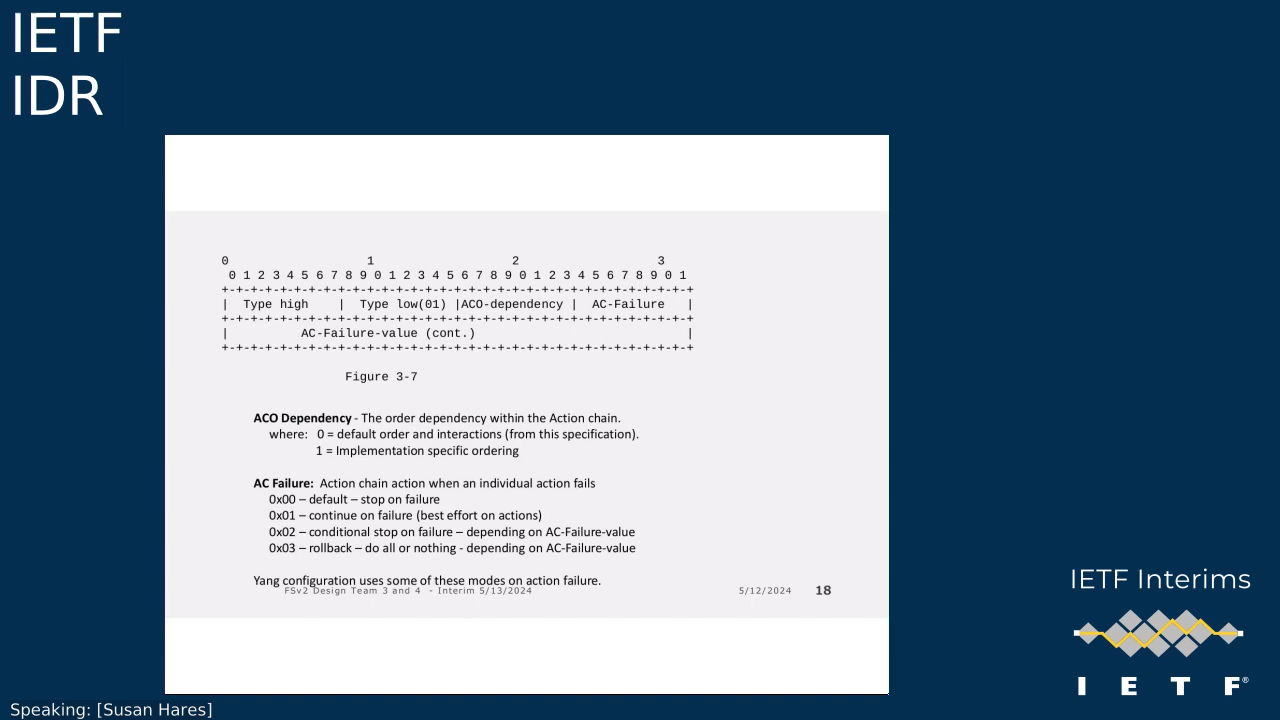 IETF
IDR
0                   1                   2                   3
 0 1 2 3 4 5 6 7 8 9 0 1 2 3 4 5 6 7 8 9 0 1 2 3 4 5 6 7 8 9 0 1
+-+-+-+-+-+-+-+-+-+-+-+-+-+-+-+-+-+-+-+-+-+-+-+-+-+-+-+-+-+-+-+-+
|  Type high    |  Type low(01) |ACO-dependency |  AC-Failure   |
+-+-+-+-+-+-+-+-+-+-+-+-+-+-+-+-+-+-+-+-+-+-+-+-+-+-+-+-+-+-+-+-+
|          AC-Failure-value (cont.)                             |
+-+-+-+-+-+-+-+-+-+-+-+-+-+-+-+-+-+-+-+-+-+-+-+-+-+-+-+-+-+-+-+-+
Figure 3-7
ACO Dependency - The order dependency within the Action chain.
where: 0 = default order and interactions (from this specification).
1 = Implementation specific ordering
AC Failure: Action chain action when an individual action fails
0x00 – default – stop on failure
0x01 – continue on failure (best effort on actions)
0x02 – conditional stop on failure – depending on AC-Failure-value
0x03 – rollback – do all or nothing - depending on AC-Failure-value
Yang configuration uses some of these modes on action failure.
FSv2 Design Team 3 and 4 - Interim 5/13/2024 5/12/2024 18
IETF Interims
I E T F®
Speaking: [Susan Hares]